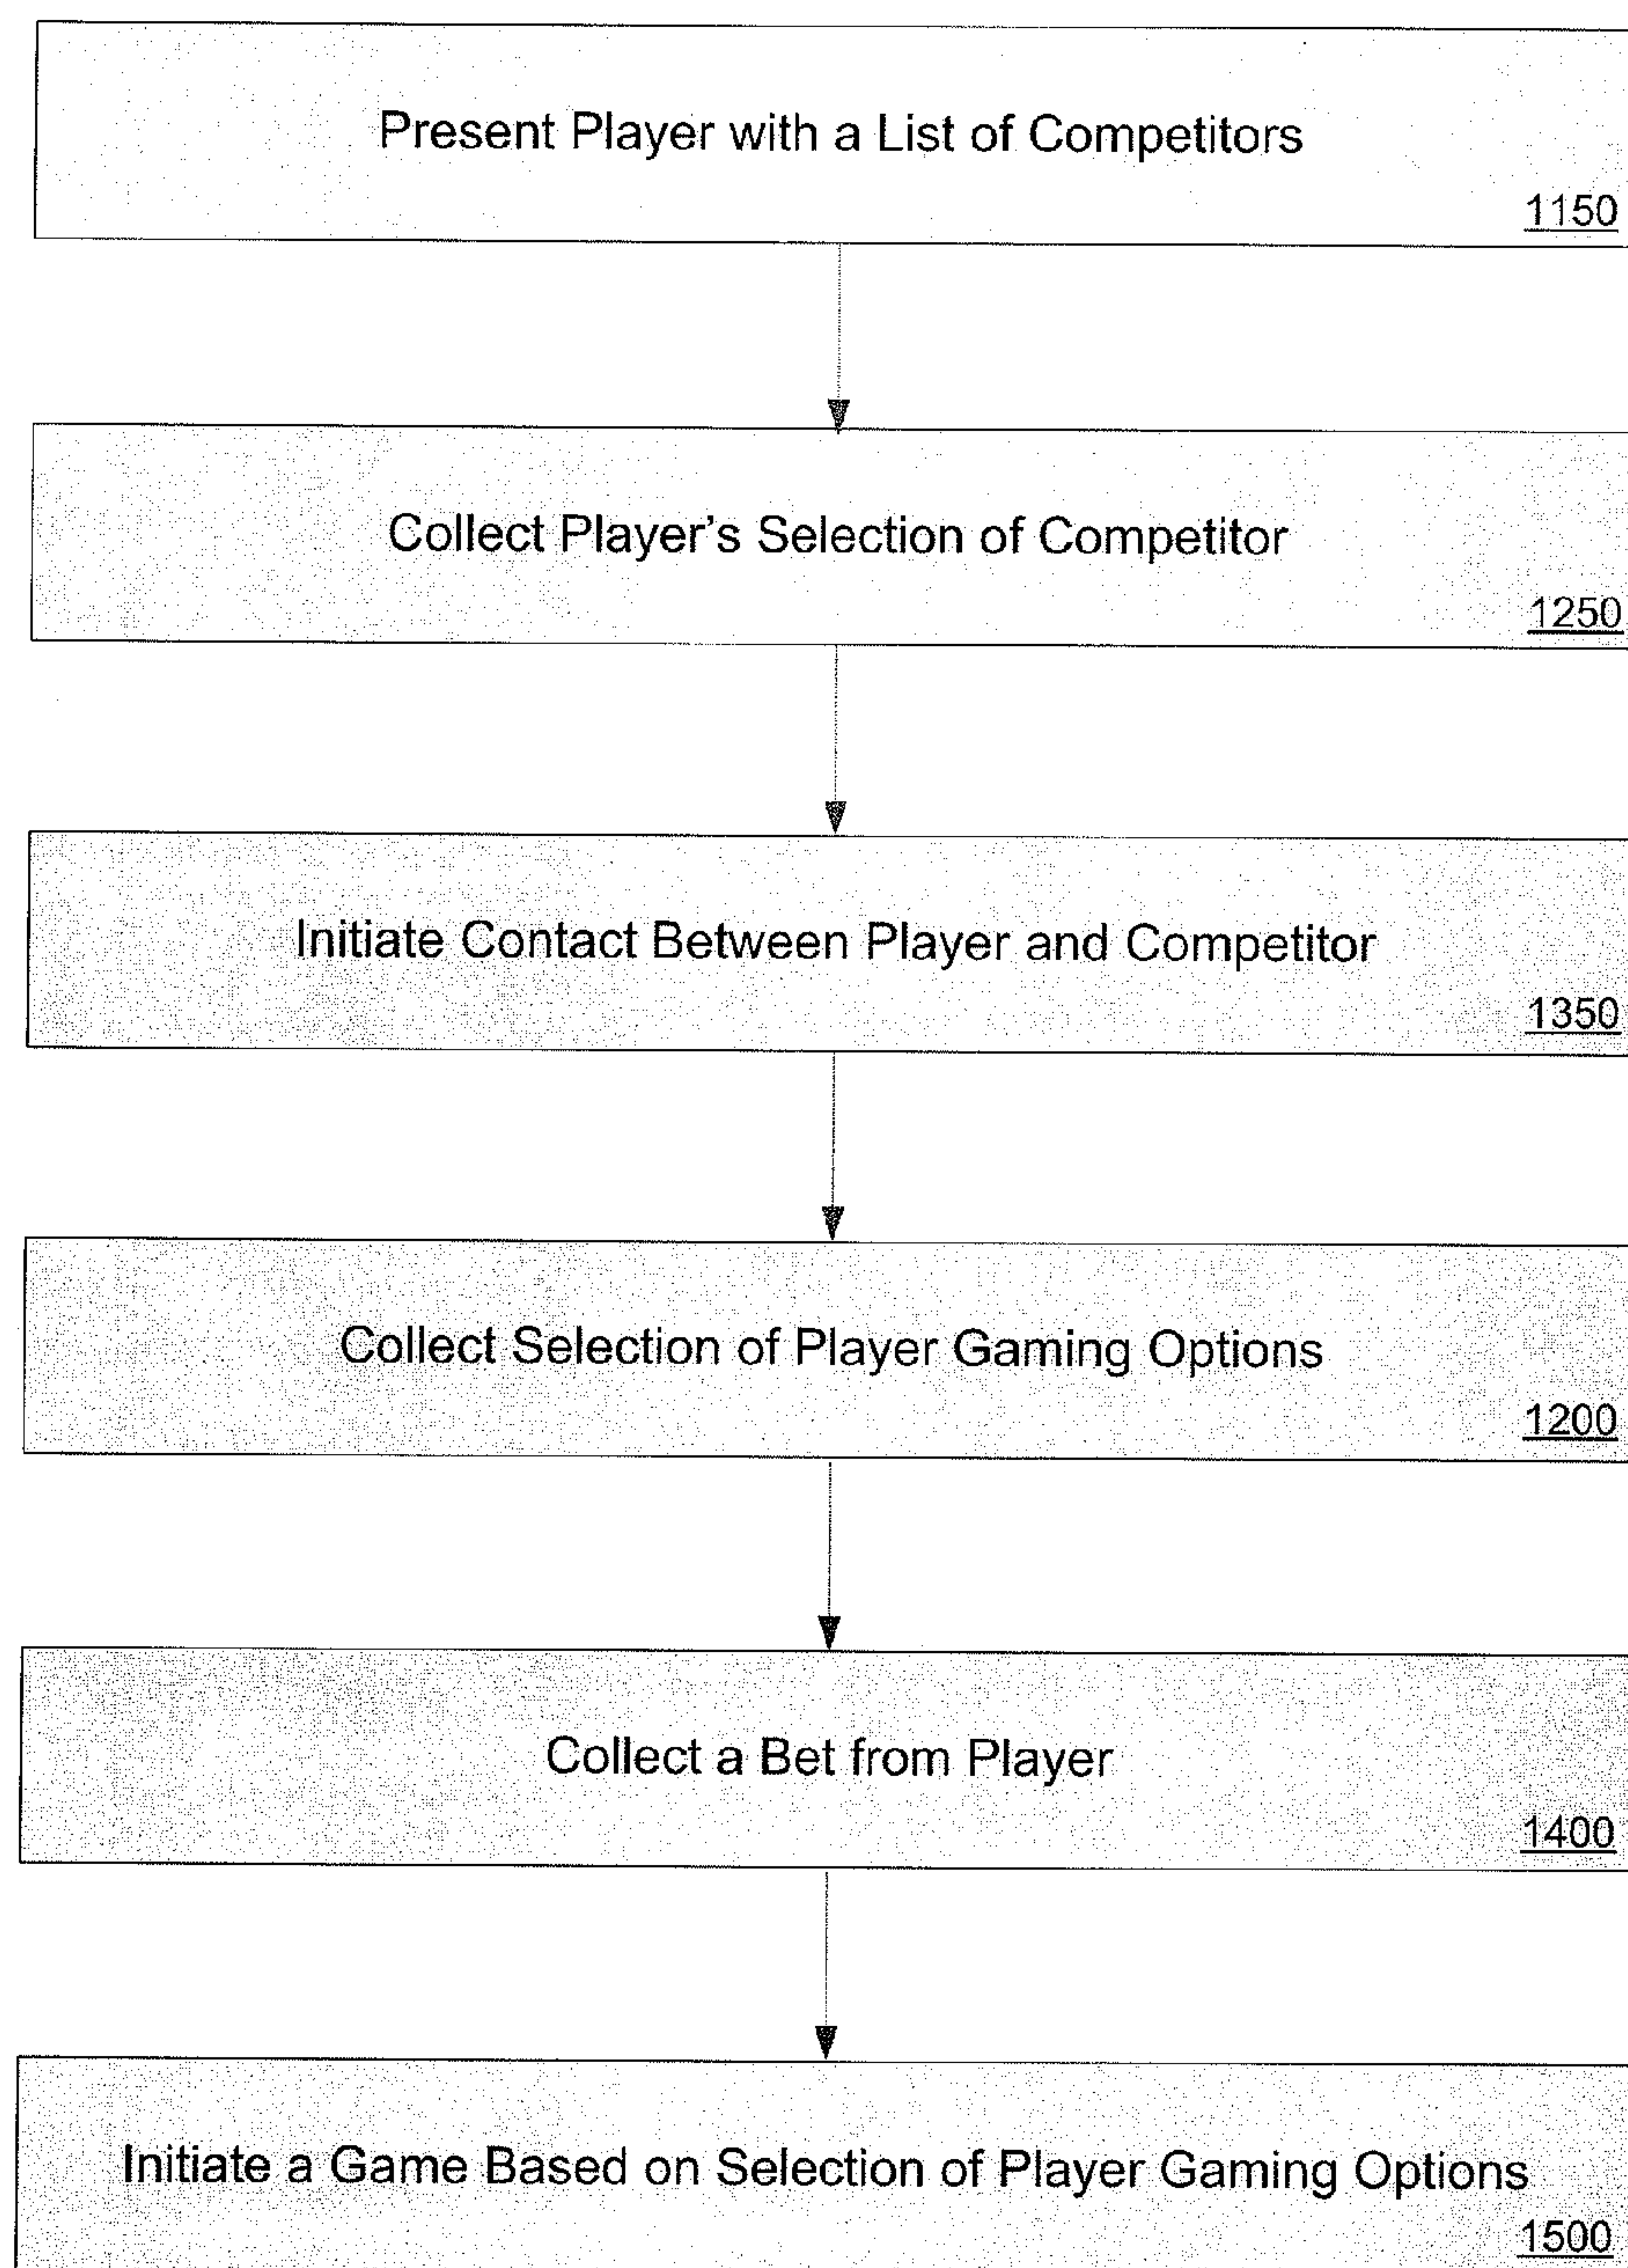 Present Player with a List of Competitors
1150
Collect Player's Selection of Competitor
1250
Initiate Contact Between Player and Competitor
1350
Collect Selection of Player Gaming Options
1200
Collect a Bet from Player
1400
Initiate a Game Based on Selection of Player Gaming Options
1500